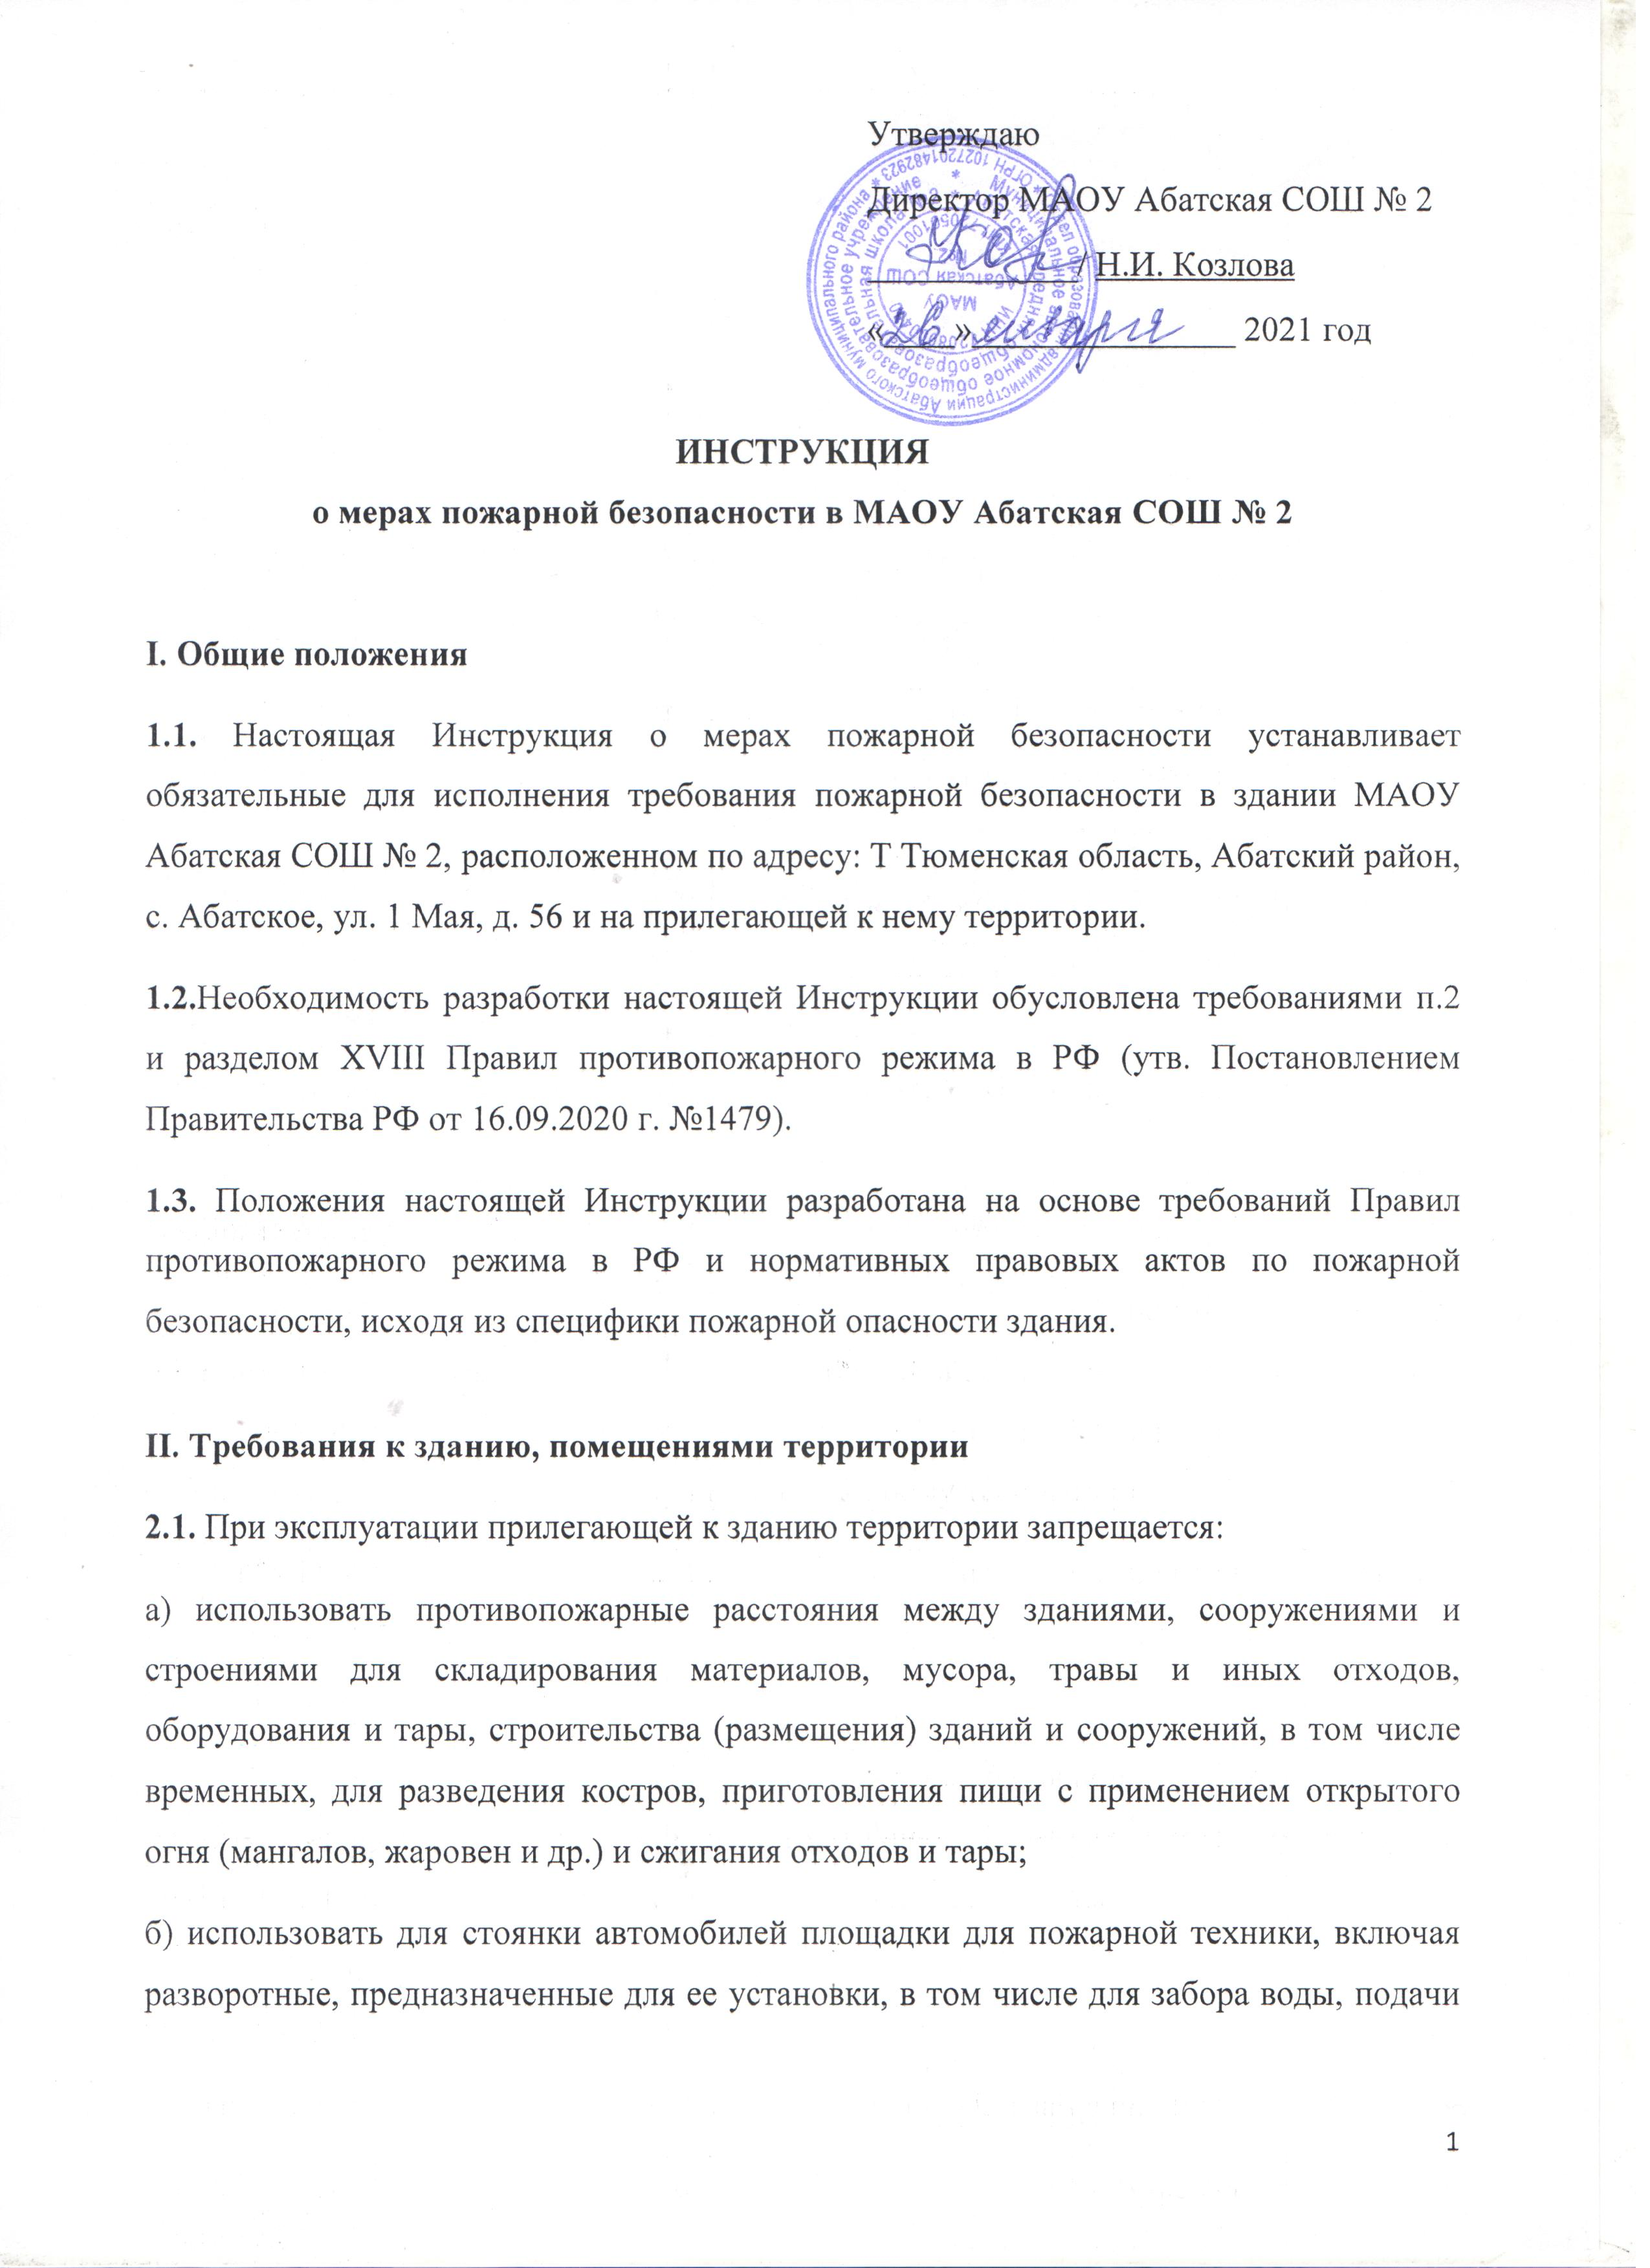 Утверждаю
Директор МАОУ Абатская СОШ № 2
/ Н.И. Козлова
«26» января 2021 год
ИНСТРУКЦИЯ
о мерах пожарной безопасности в МАОУ Абатская СОШ № 2
I. Общие положения
1.1. Настоящая Инструкция о мерах пожарной безопасности устанавливает
обязательные для исполнения требования пожарной безопасности в здании МАОУ
Абатская СОШ № 2, расположенном по адресу: Т Тюменская область, Абатский район,
с. Абатское, ул. 1 Мая, д. 56 и на прилегающей к нему территории.
1.2.Необходимость разработки настоящей Инструкции обусловлена требованиями п.2
и разделом XVIII Правил противопожарного режима в РФ (утв. Постановлением
Правительства РФ от 16.09.2020 г. №1479).
1.3. Положения настоящей Инструкции разработана на основе требований Правил
противопожарного режима в РФ и нормативных правовых актов по пожарной
безопасности, исходя из специфики пожарной опасности здания.
II. Требования к зданию, помещениями территории
2.1. При эксплуатации прилегающей к зданию территории запрещается:
а) использовать противопожарные расстояния между зданиями, сооружениями и
строениями для складирования материалов, мусора, травы и иных отходов,
оборудования и тары, строительства (размещения) зданий и сооружений, в том числе
временных, для разведения костров, приготовления пищи с применением открытого
огня (мангалов, жаровен и др.) и сжигания отходов и тары;
б) использовать для стоянки автомобилей площадки для пожарной техники, включая
разворотные, предназначенные для ее установки, в том числе для забора воды, подачи
1